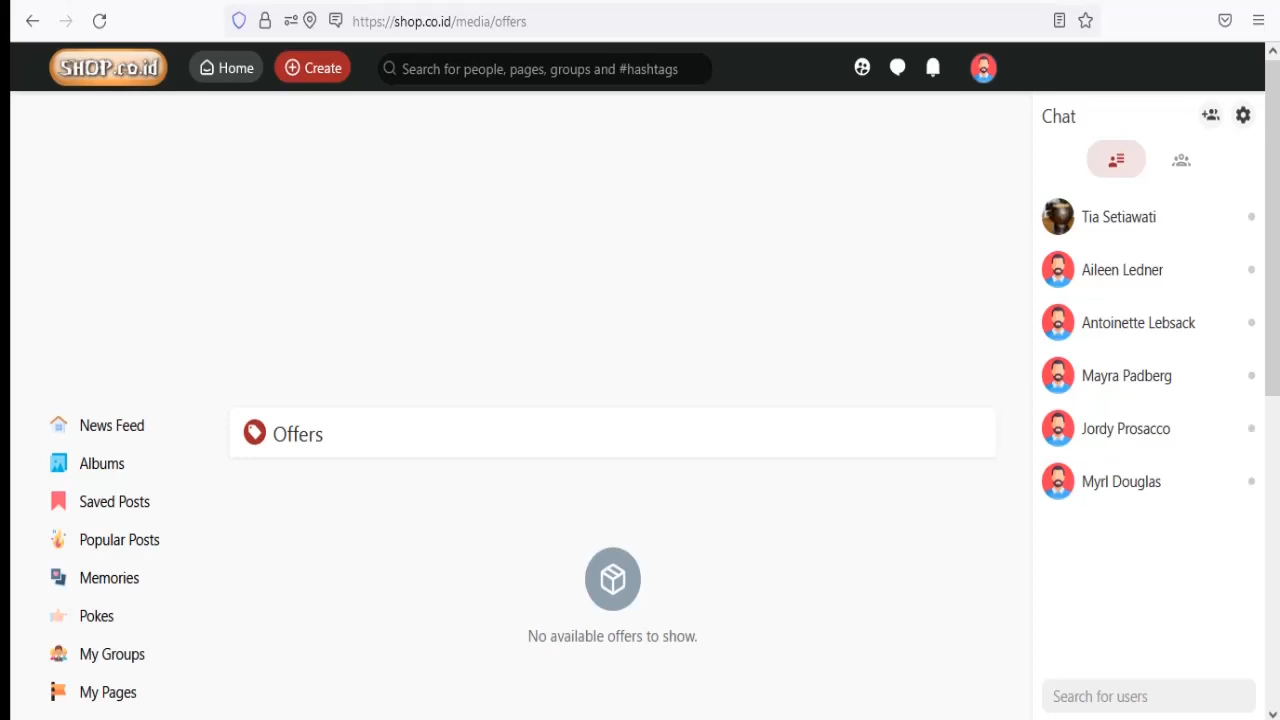 https://shop.co.id/media/offers
SHOP.co.id
Home
Create
Search for people, pages, groups and #hashtags
Chat
Tia Setiawati
Aileen Ledner
Antoinette Lebsack
Mayra Padberg
Jordy Prosacco
Myrl Douglas
Search for users
News Feed
Albums
Saved Posts
Popular Posts
Memories
Pokes
My Groups
My Pages
Offers
No available offers to show.